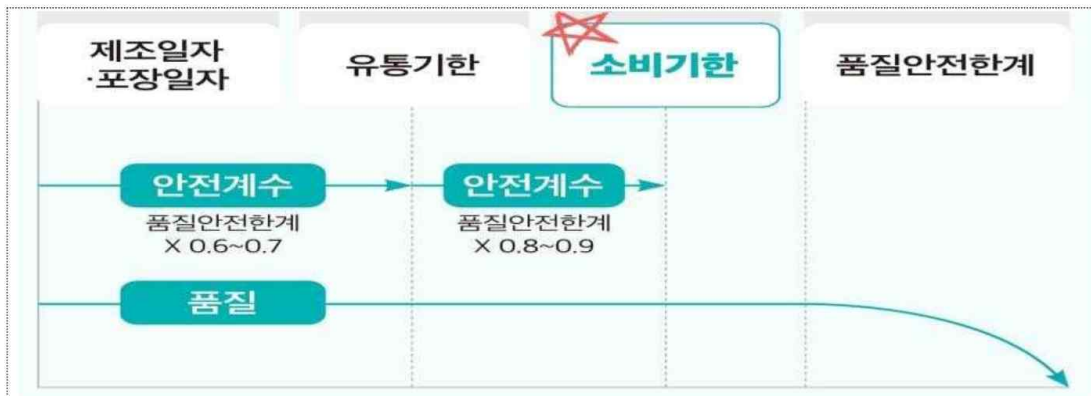 제조일자
·포장일자
유통기한
소비기한
품질안전한계
안전계수
안전계수
품질안전한계
X 0.6~0.7
품질안전한계
X 0.8~0.9
품질